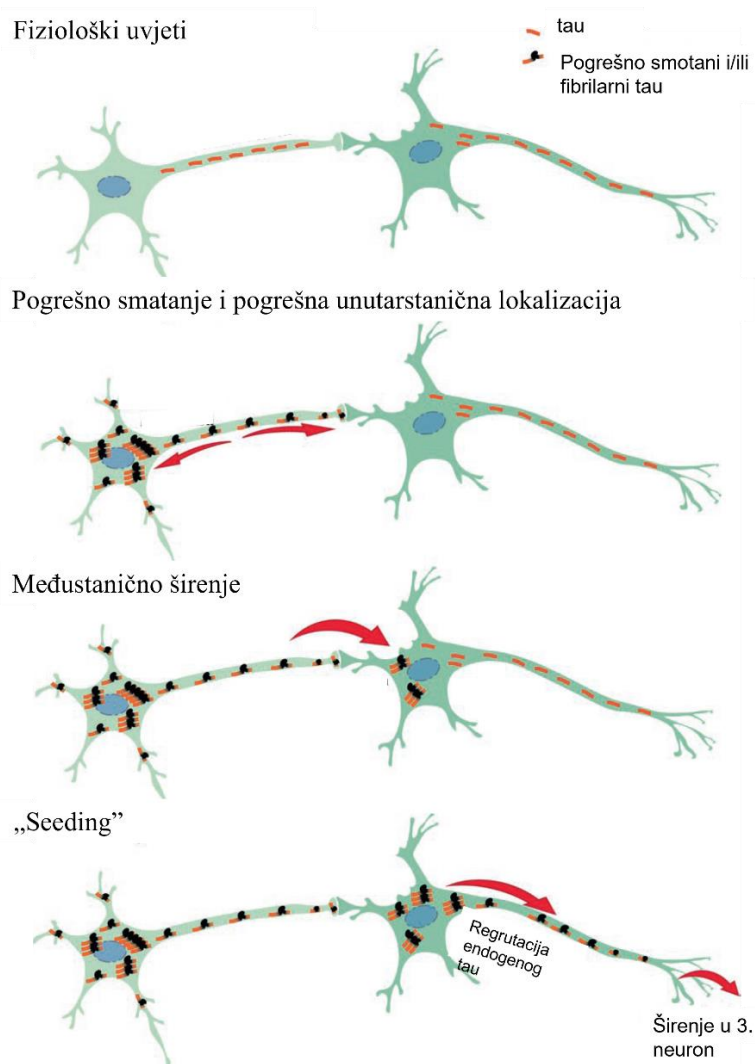 Fiziološki uvjeti
tau
Pogrešno smotani i/ili
fibrilarni tau
Pogrešno smatanje i pogrešna unutarstanična lokalizacija
Međustanično širenje
„Seeding”
Regrutacija
endogenog
tau
Širenje u 3.
neuron